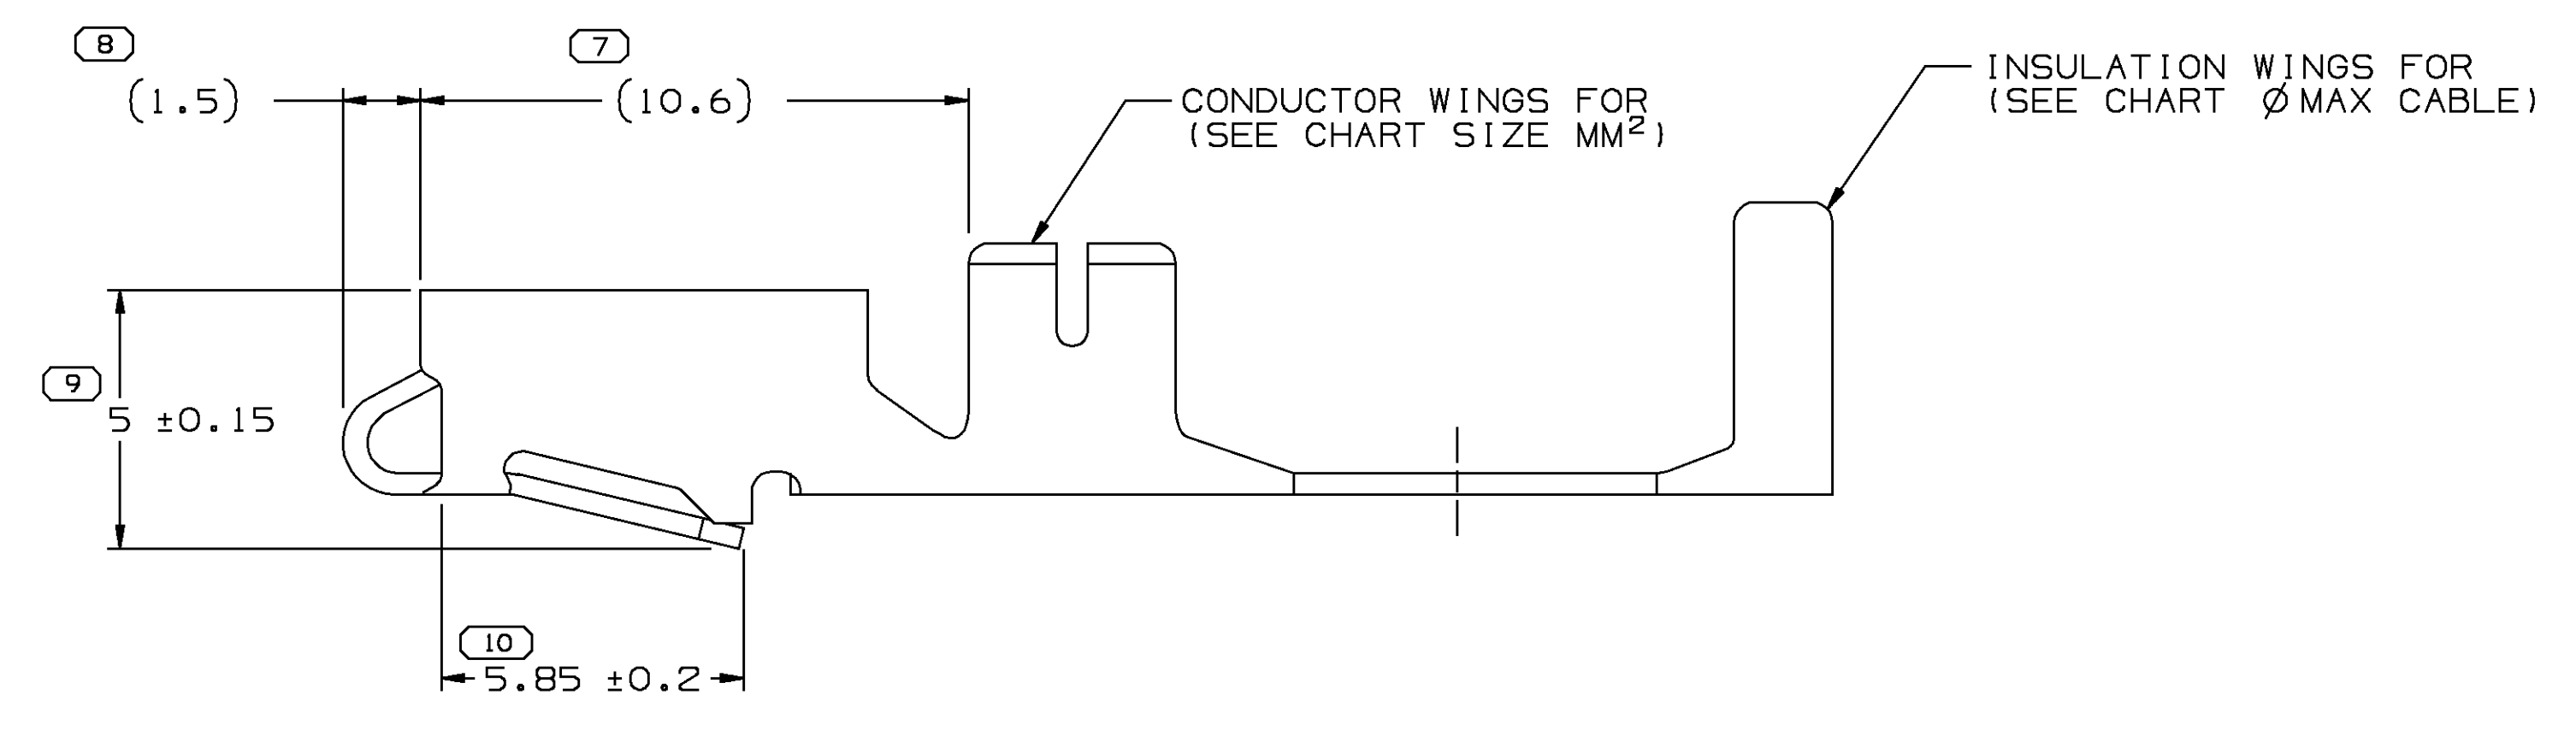 8
(1.5)
7
(10.6)
CONDUCTOR WINGS FOR
(SEE CHART SIZE MM²)
INSULATION WINGS FOR
(SEE CHART Ø MAX CABLE)
9
5 ±0.15
10
5.85 ±0.2